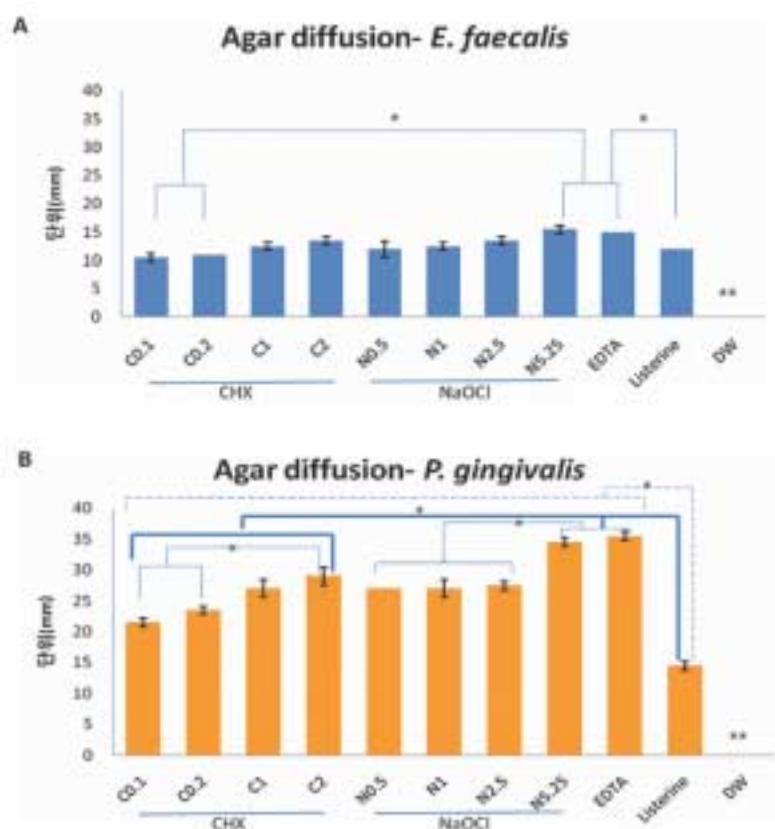 A
Agar diffusion- E. faecalis
*
*
40
35
30
25
20
15
10
5
0
단위(mm)
**
C0.1
C0.2
C1
C2
N0.5
N1
N2.5
N5.25
EDTA
Listerine
DW
CHX
NaOCl
B
Agar diffusion- P. gingivalis
*
*
*
*
40
35
30
25
20
15
10
5
0
단위(mm)
**
C0.1
C0.2
C1
C2
N0.5
N1
N2.5
N5.25
EDTA
Listerine
DW
CHX
NaOCl